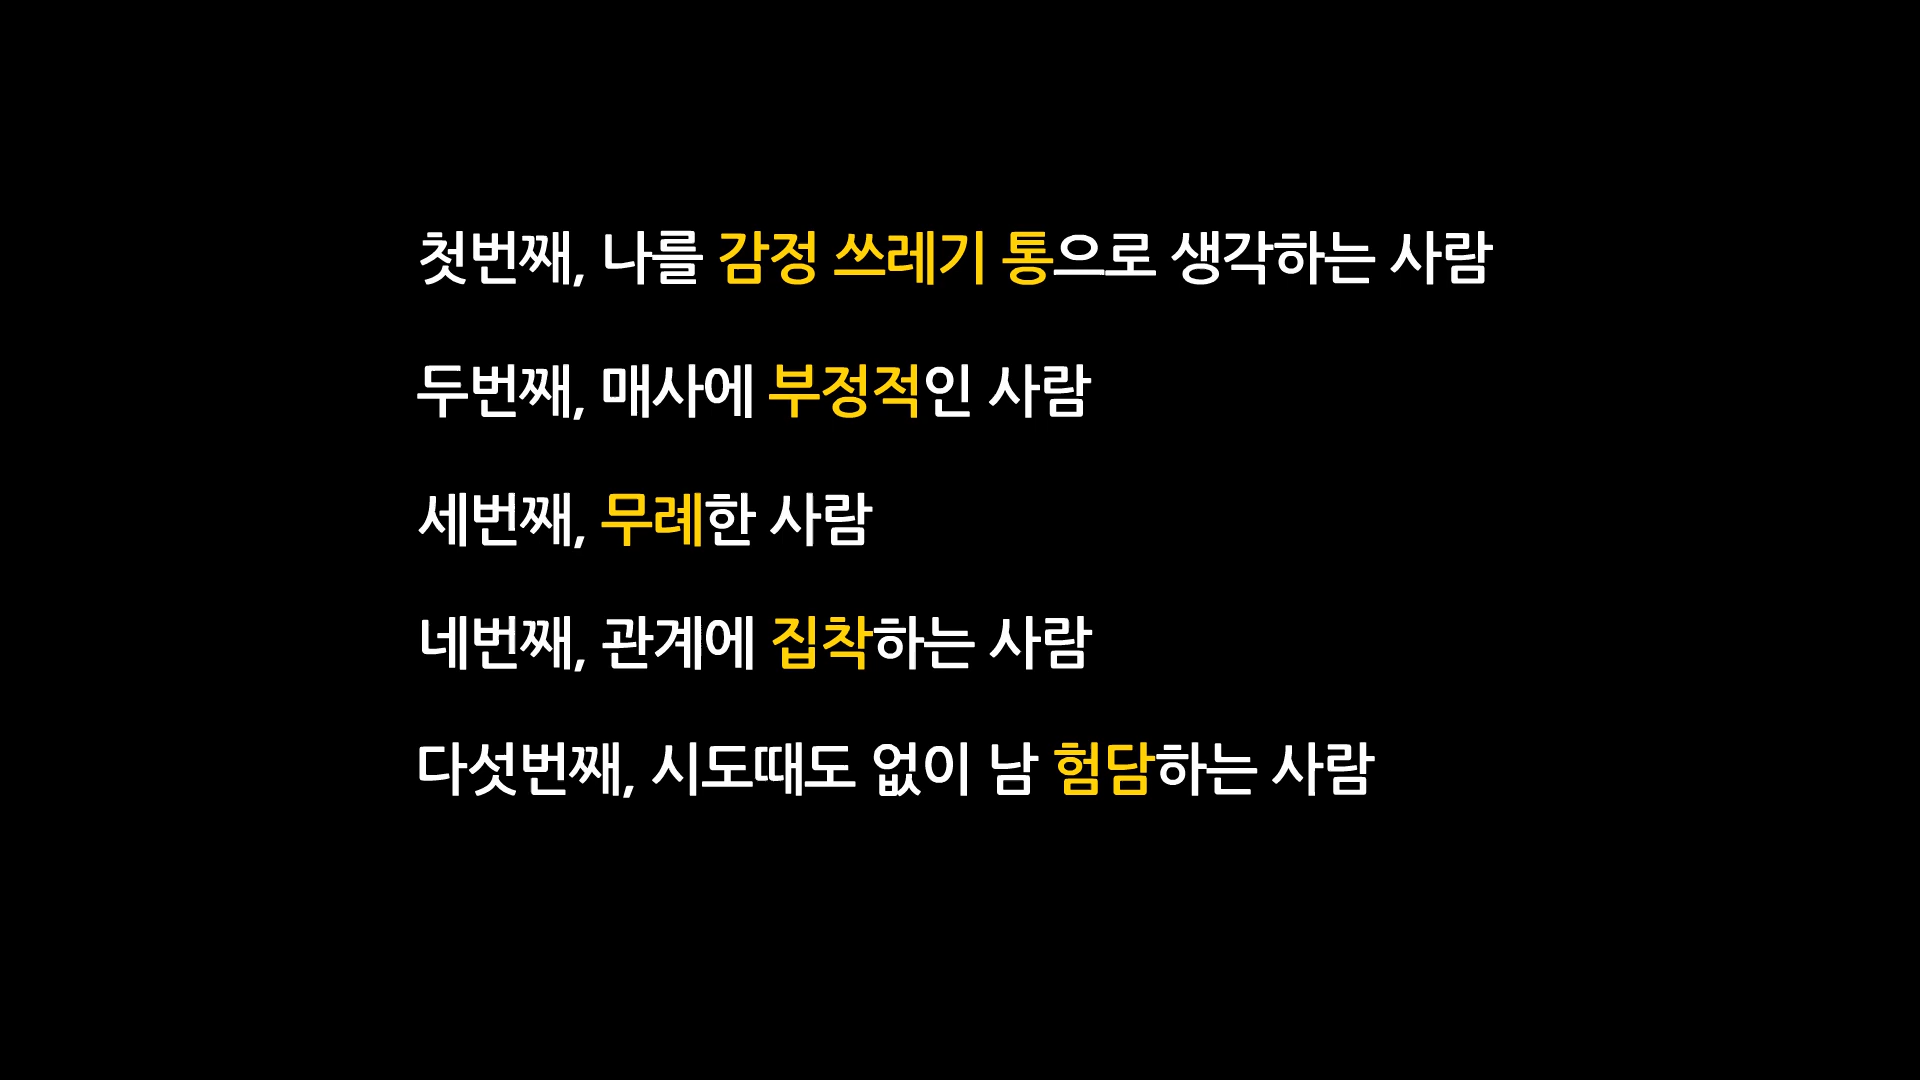 첫번째, 나를 감정 쓰레기 통으로 생각하는 사람
두번째, 매사에 부정적인 사람
세번째, 무례한 사람
네번째, 관계에 집착하는 사람
다섯번째, 시도때도 없이 남 험담하는 사람